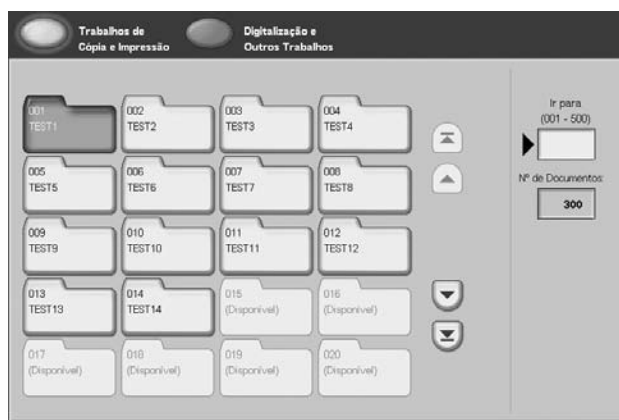 Trabalhos de
Cópia e Impressão
Digitalização e
Outros Trabalhos
001
TEST1
002
TEST2
003
TEST3
004
TEST4
005
TEST5
006
TEST6
007
TEST7
008
TEST8
009
TEST9
010
TEST10
011
TEST11
012
TEST12
013
TEST13
014
TEST14
015
(Disponível)
016
(Disponível)
017
(Disponível)
018
(Disponível)
019
(Disponível)
020
(Disponível)
Ir para
(001 - 500)
Nº de Documentos:
300